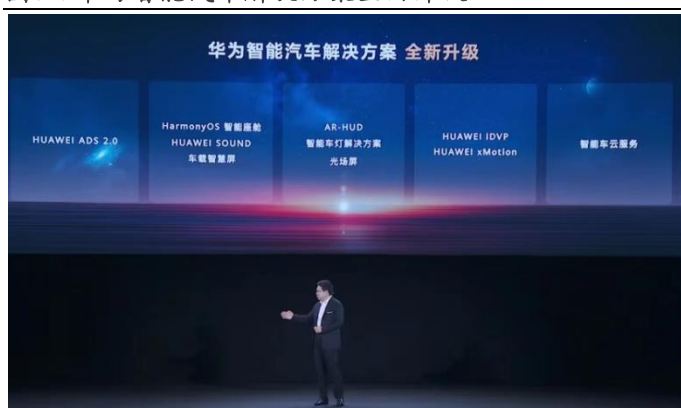 华为智能汽车解决方案 全新升级
HUAWEI ADS 2.0
HarmonyOS 智能座舱
HUAWEI SOUND
车载智慧屏
AR-HUD
智能车灯解决方案
光场屏
HUAWEI iDVP
HUAWEI xMotion
智能车云服务